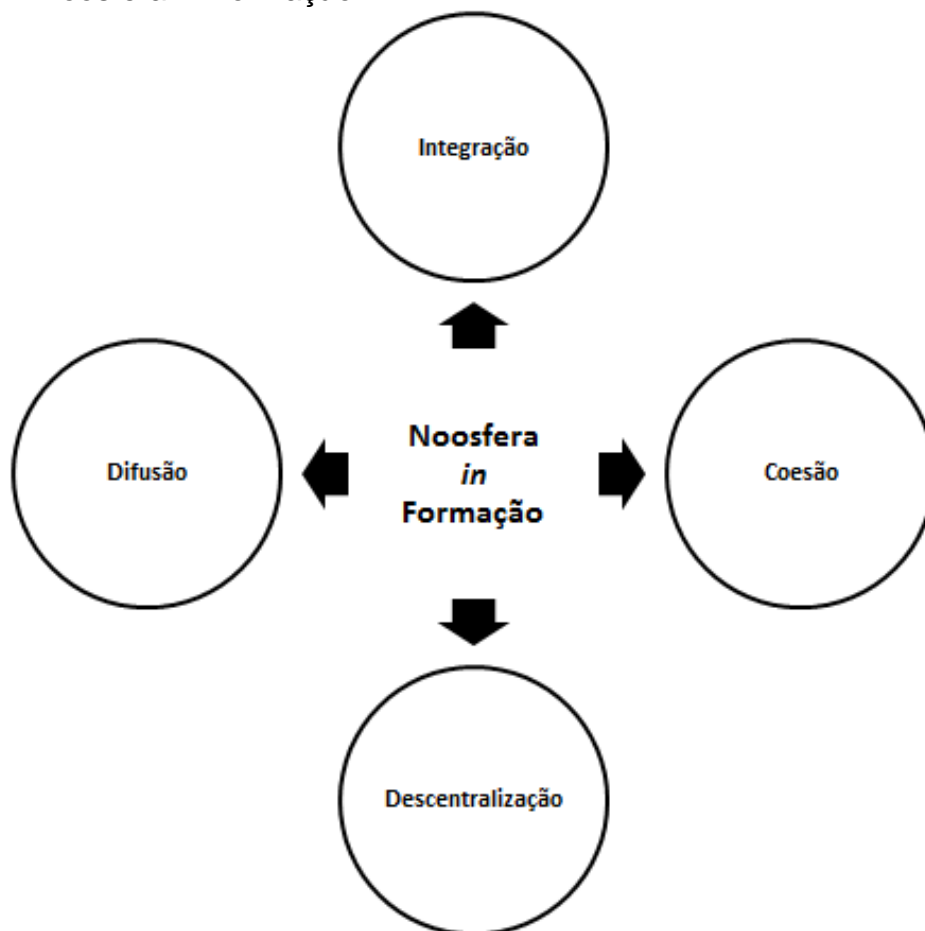 Integração
Difusão
Noosfera
in
Formação
Coesão
Descentralização